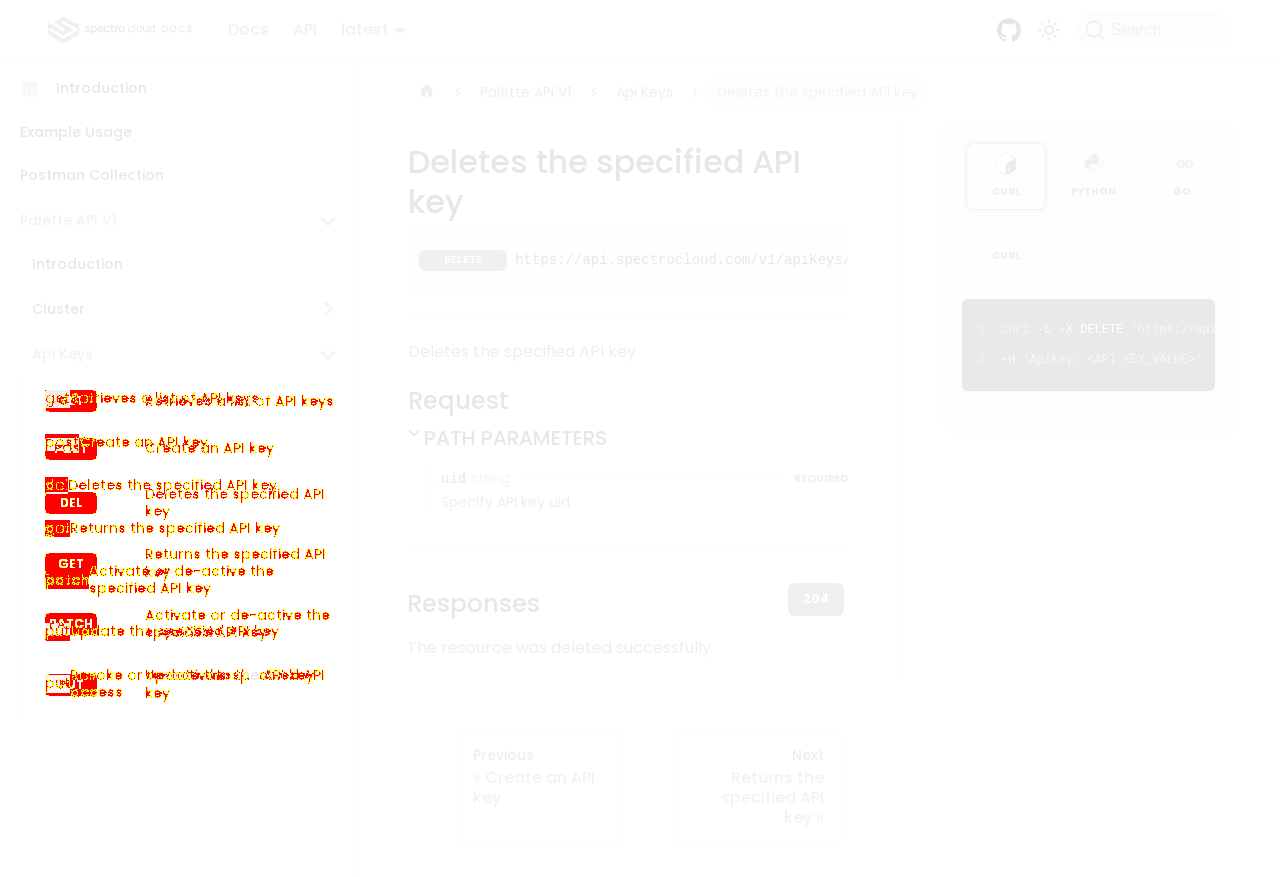 spectro cloud DOCS
Docs API latest
Search
Introduction
Example Usage
Postman Collection
Palette API V1
Introduction
Cluster
Api Keys
get Retrieves a list of API keys
Retrieves a list of API keys
post Create an API key
POST Create an API key
del Deletes the specified API key
DEL Deletes the specified API
key
get Returns the specified API key
GET Returns the specified API
key
patch Activate or de-active the
specified API key
PATCH Activate or de-active the
specified API key
put Update the specified API key
put Revoke or
access
PUT
key
Palette API V1 Api Keys Deletes the specified API key
Deletes the specified API
key
DELETE https://api.spectrocloud.com/v1/apiKeys/
Deletes the specified API key
Request
PATH PARAMETERS
uid string REQUIRED
Specify API key uid
Responses
204
The resource was deleted successfully
Previous
« Create an API
key
Next
Returns the
specified API
key »
CURL PYTHON GO
CURL
1 curl -L -X DELETE 'https://api
2 -H 'ApiKey: <API_KEY_VALUE>'